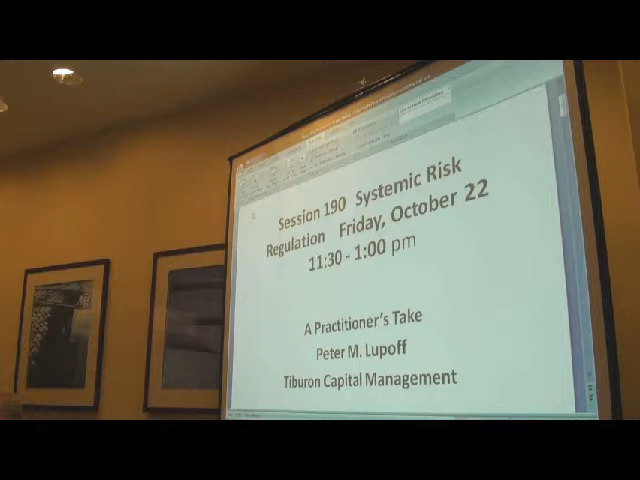 Session 190 Systemic Risk
Regulation Friday, October 22
11:30 - 1:00 pm
A Practitioner's Take
Peter M. Lupoff
Tiburon Capital Management